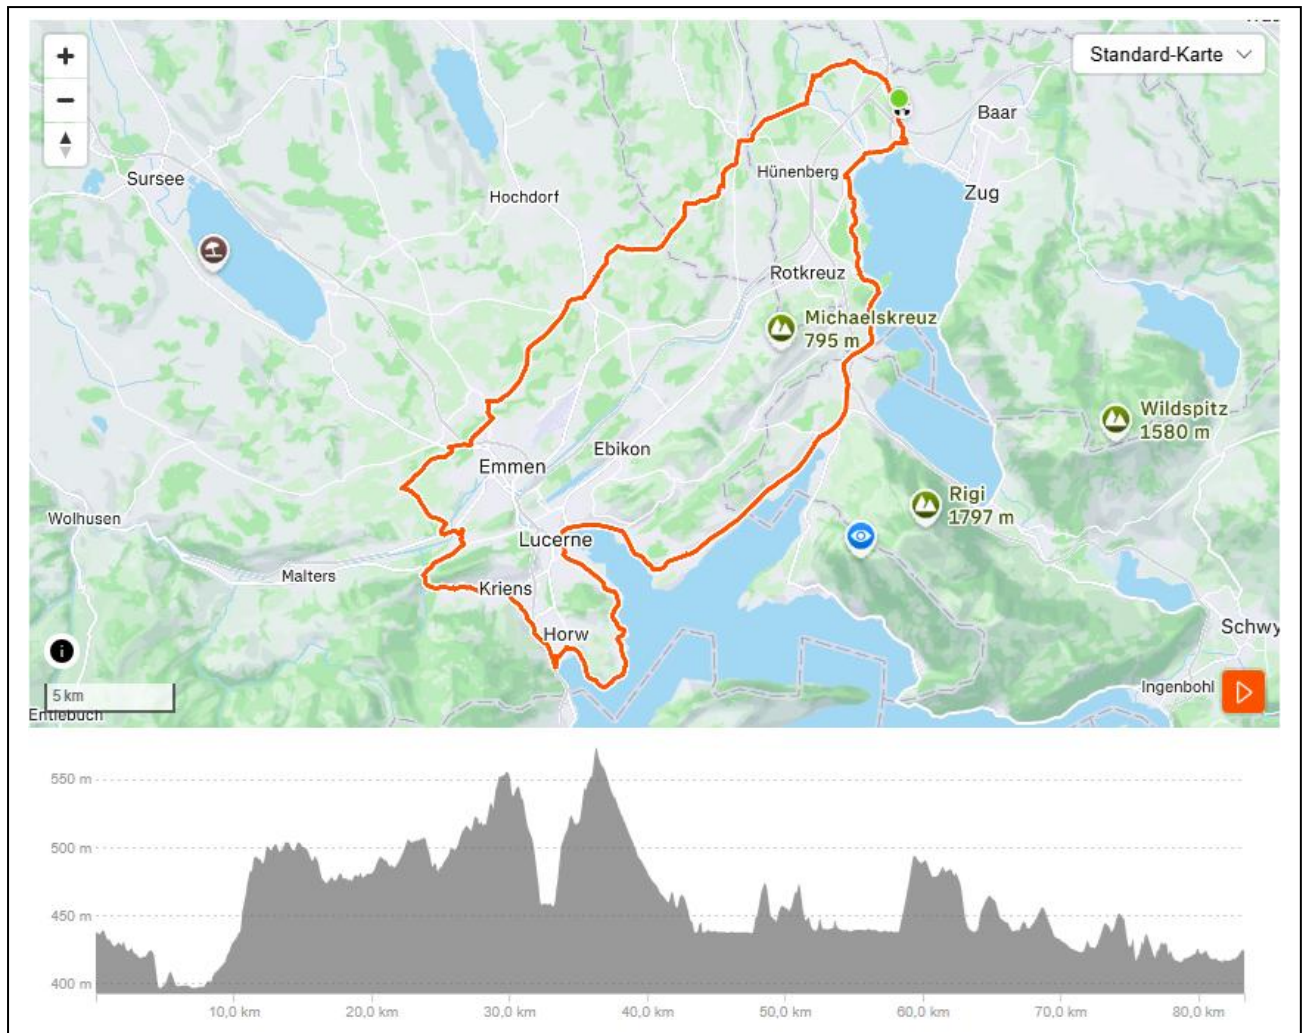 +
Standard-Karte
−
Baar
Hünenberg
Sursee
Hochdorf
Zug
Rotkreuz
Michaelskreuz
795 m
Wildspitz
1580 m
Ebikon
Emmen
Rigi
1797 m
Wolhusen
Lucerne
Malters
Kriens
Horw
Schwy
i
5 km
Ingenbohl
Entlebuch
550 m
500 m
450 m
400 m
10,0 km 20,0 km 30,0 km 40,0 km 50,0 km 60,0 km 70,0 km 80,0 km